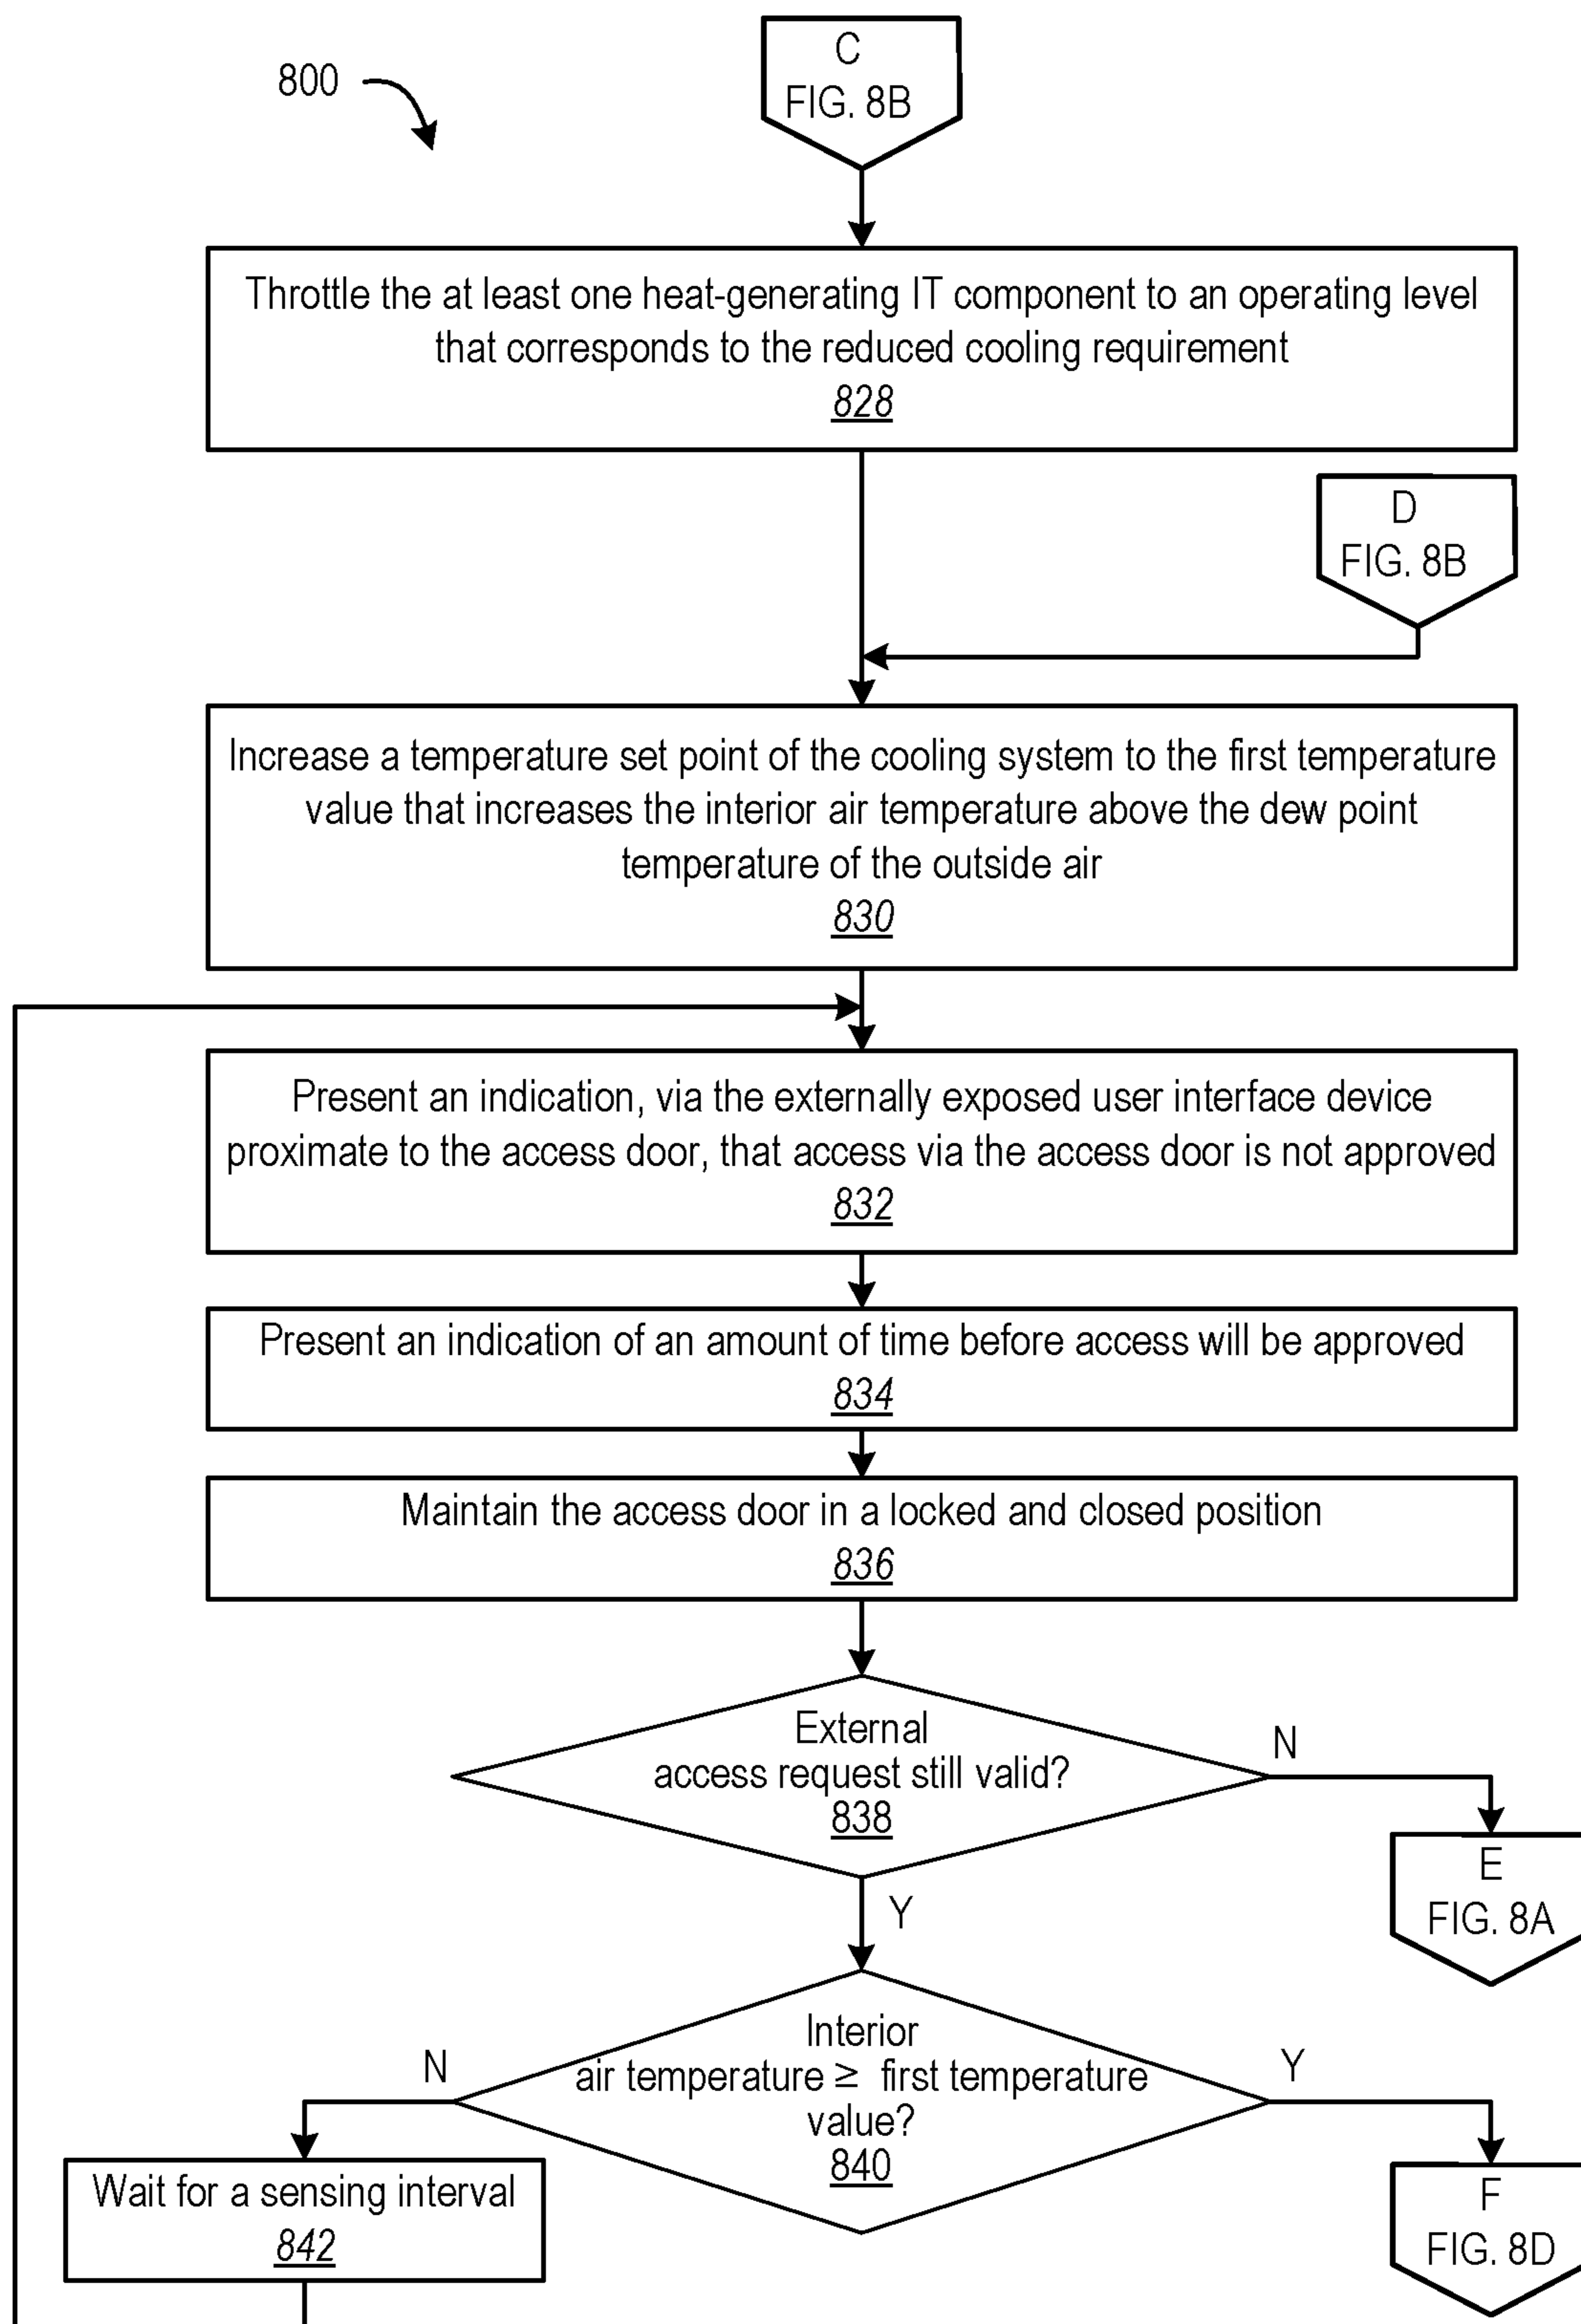 800
C
FIG. 8B
Throttle the at least one heat-generating IT component to an operating level
that corresponds to the reduced cooling requirement
828
D
FIG. 8B
Increase a temperature set point of the cooling system to the first temperature
value that increases the interior air temperature above the dew point
temperature of the outside air
830
Present an indication, via the externally exposed user interface device
proximate to the access door, that access via the access door is not approved
832
Present an indication of an amount of time before access will be approved
834
Maintain the access door in a locked and closed position
836
External
access request still valid?
838
N
E
FIG. 8A
Y
Interior
air temperature ≥ first temperature
value?
840
N
Y
Wait for a sensing interval
842
F
FIG. 8D